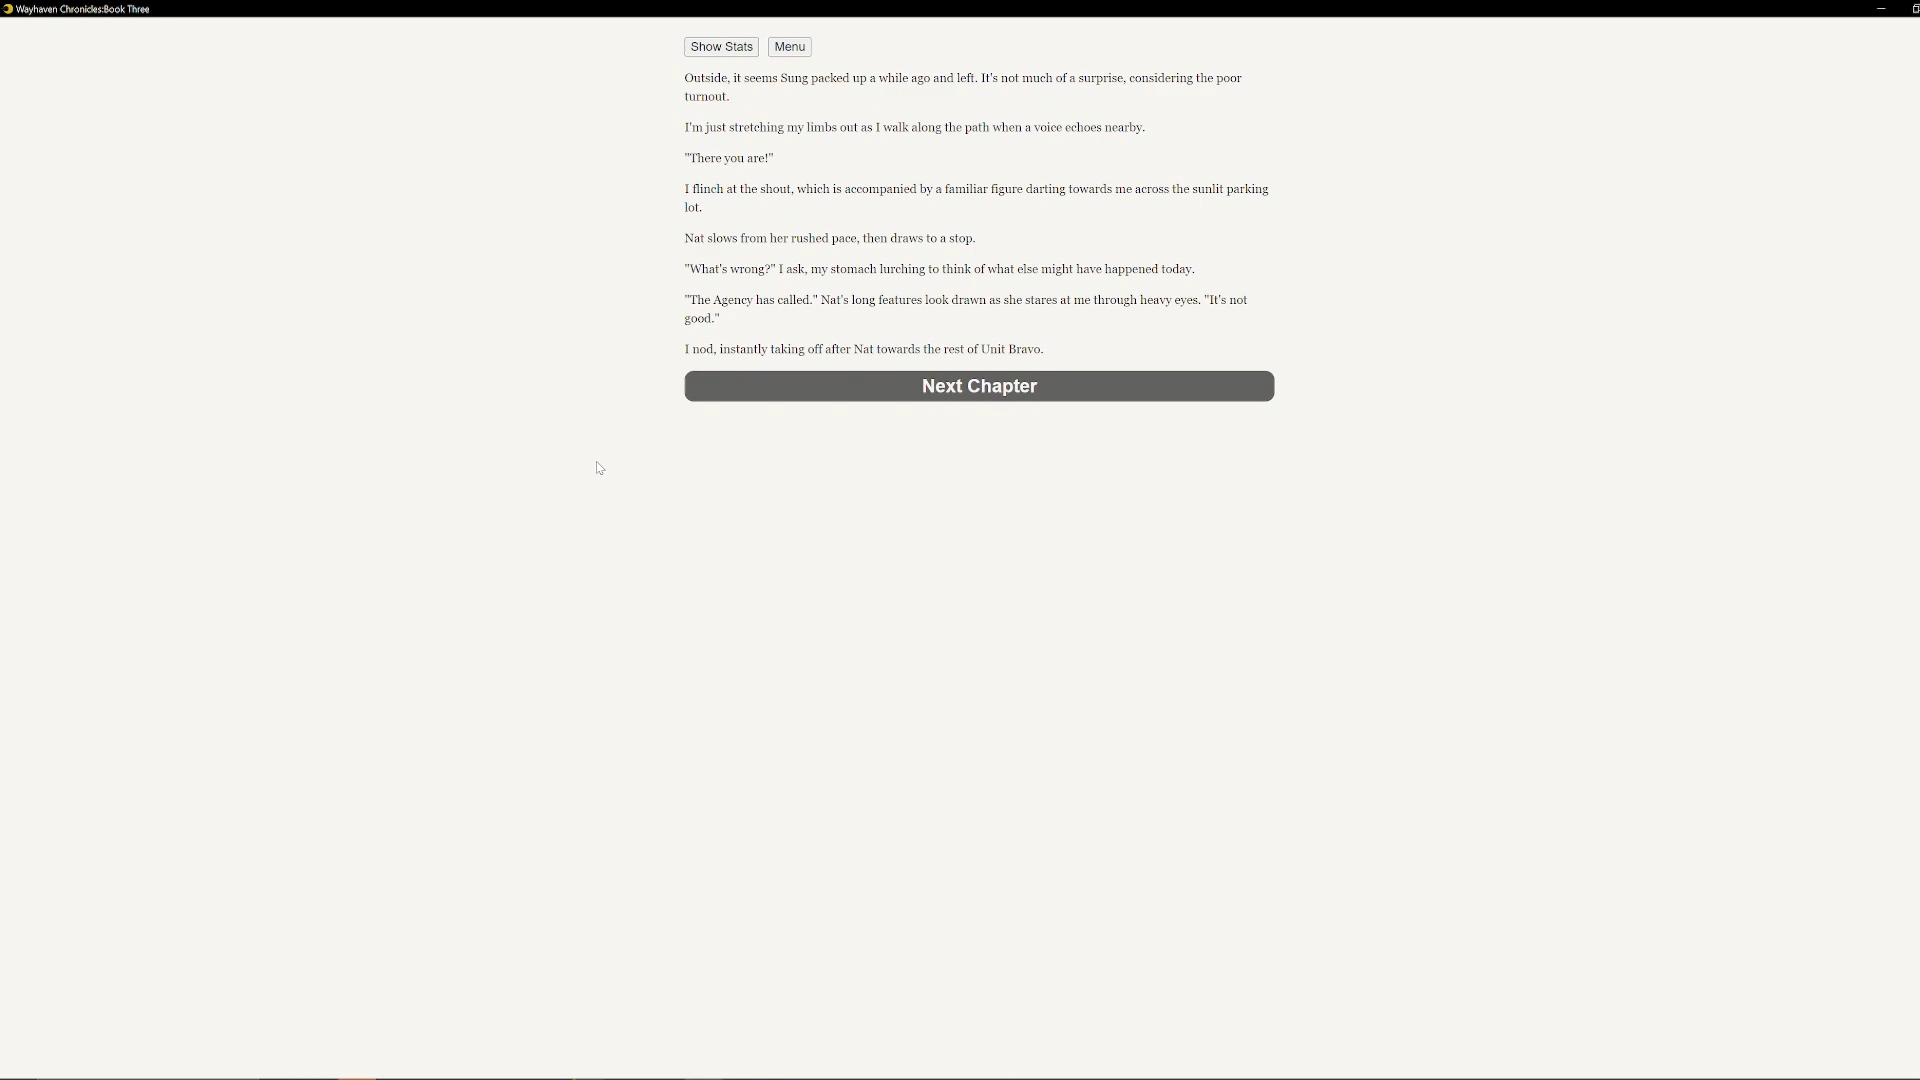 Wayhaven Chronicles:Book Three
Show Stats Menu
Outside, it seems Sung packed up a while ago and left. It's not much of a surprise, considering the poor
turnout.
I'm just stretching my limbs out as I walk along the path when a voice echoes nearby.
"There you are!"
I flinch at the shout, which is accompanied by a familiar figure darting towards me across the sunlit parking
lot.
Nat slows from her rushed pace, then draws to a stop.
"What's wrong?" I ask, my stomach lurching to think of what else might have happened today.
"The Agency has called." Nat's long features look drawn as she stares at me through heavy eyes. "It's not
good."
I nod, instantly taking off after Nat towards the rest of Unit Bravo.
Next Chapter